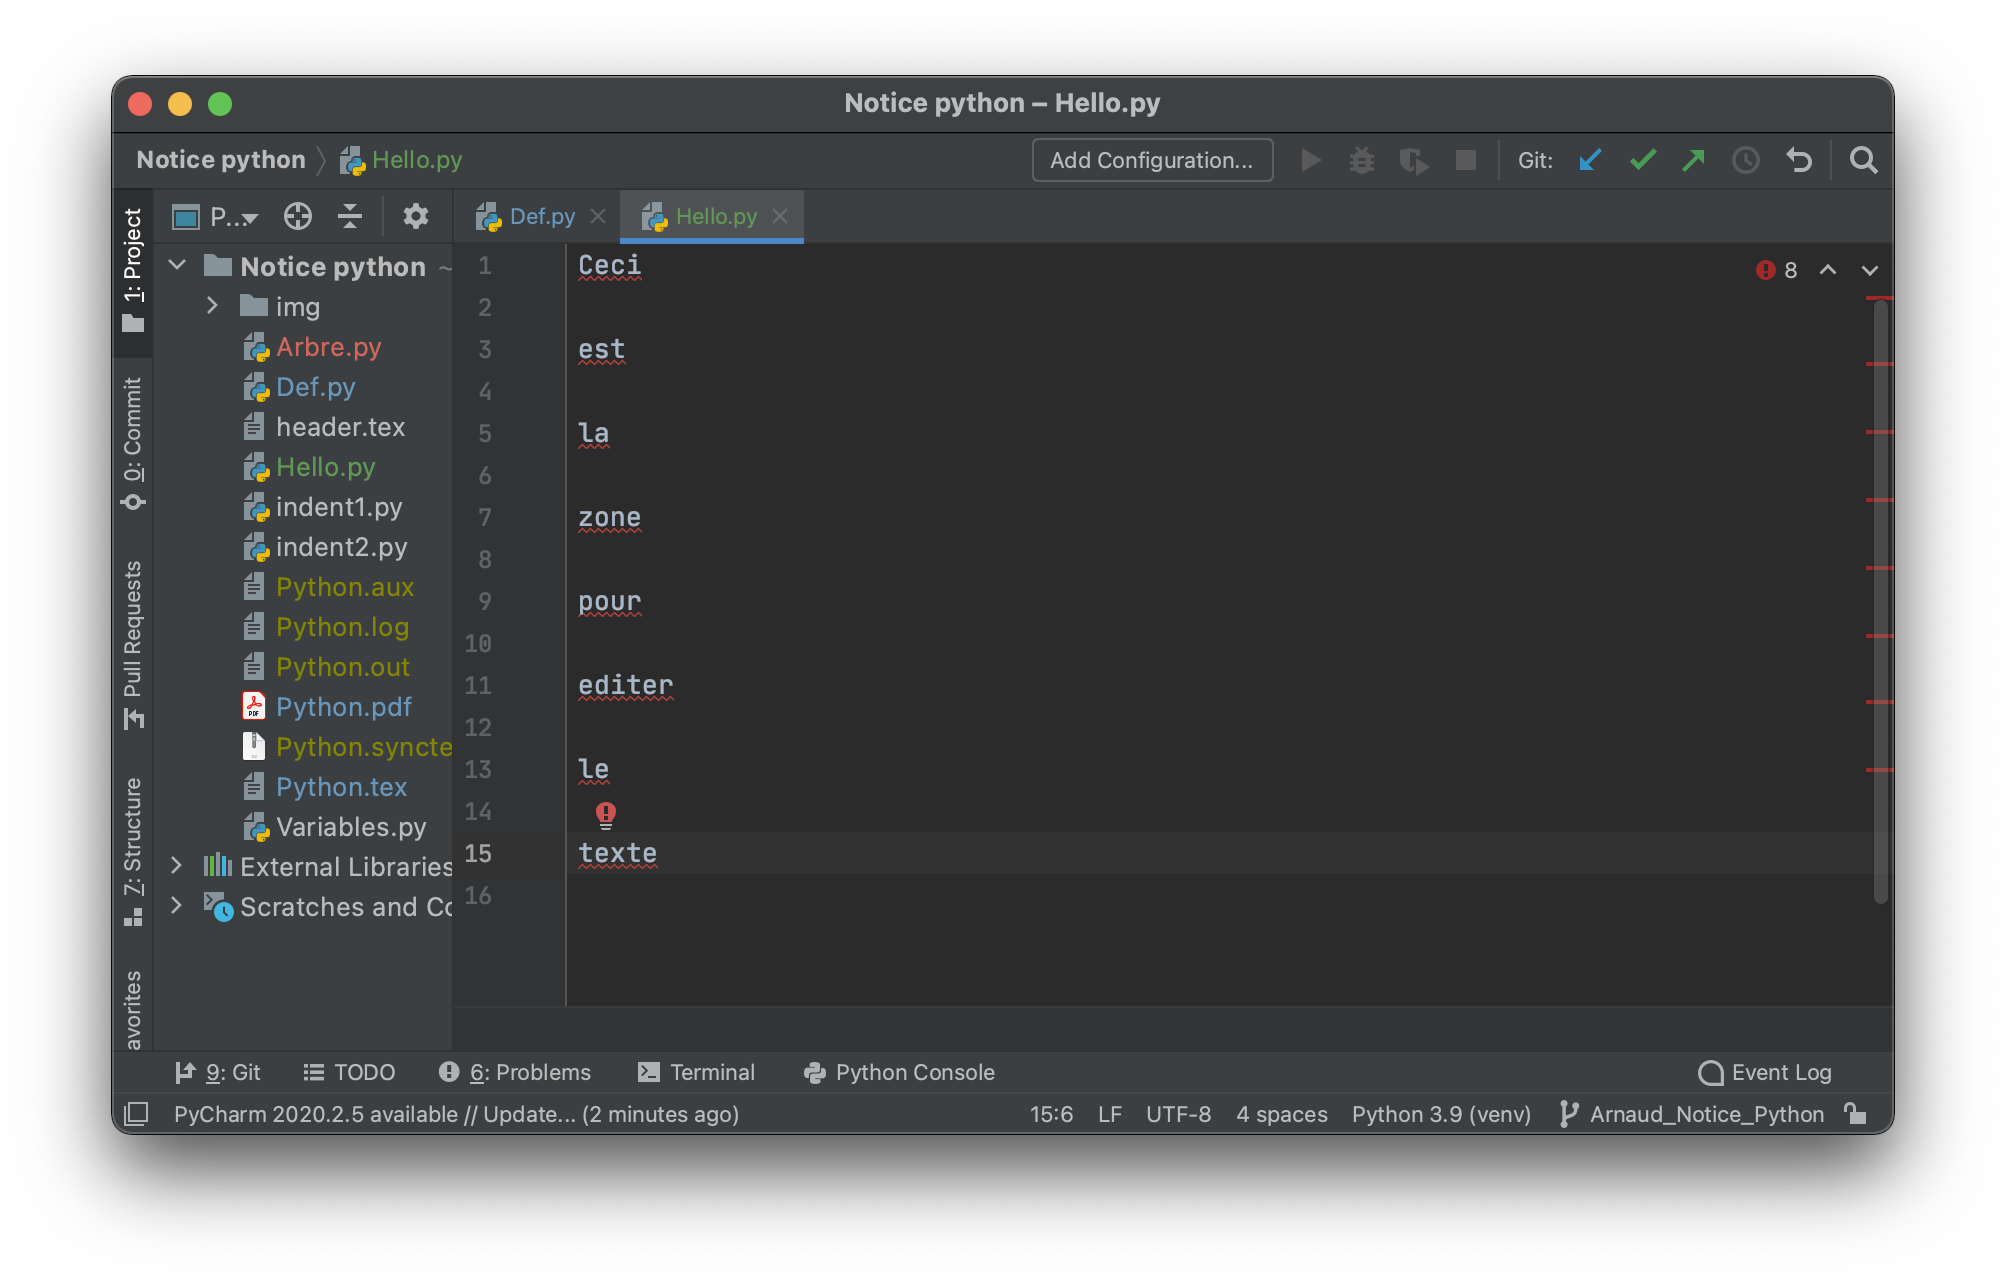 Notice python – Hello.py
Notice python
Hello.py
Add Configuration...
Git:
P...
Def.py
Hello.py
1: Project
0: Commit
Pull Requests
7: Structure
avorites
Notice python ~
img
Arbre.py
Def.py
header.tex
Hello.py
indent1.py
indent2.py
Python.aux
Python.log
Python.out
PDF
Python.pdf
Python.syncte
Python.tex
Variables.py
External Libraries
Scratches and Co
8
1 Ceci
2
3 est
4
5 la
6
7 zone
8
9 pour
10
11 editer
12
13 le
14
15 texte
16
9: Git
TODO
6: Problems
Terminal
Python Console
Event Log
PyCharm 2020.2.5 available // Update... (2 minutes ago)
15:6
LF
UTF-8
4 spaces
Python 3.9 (venv)
Arnaud_Notice_Python